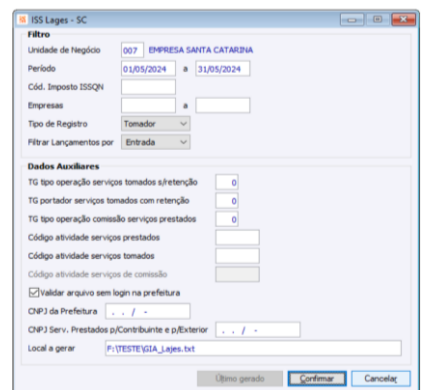 ISS Lages - SC
Filtro
Unidade de Negócio 007 EMPRESA SANTA CATARINA
Período 01/05/2024 a 31/05/2024
Cód. Imposto ISSQN
Empresas a
Tipo de Registro Tomador
Filtrar Lançamentos por Entrada
Dados Auxiliares
TG tipo operação serviços tomados s/retenção 0
TG portador serviços tomados com retenção 0
TG tipo operação comissão serviços prestados 0
Código atividade serviços prestados
Código atividade serviços tomados
Código atividade serviços de comissão
Validar arquivo sem login na prefeitura
CNPJ da Prefeitura . . / -
CNPJ Serv. Prestados p/Contribuinte e p/Exterior . . / -
Local a gerar F:\TESTE\GIA_Lajes.txt
Último gerado Confirmar Cancelar